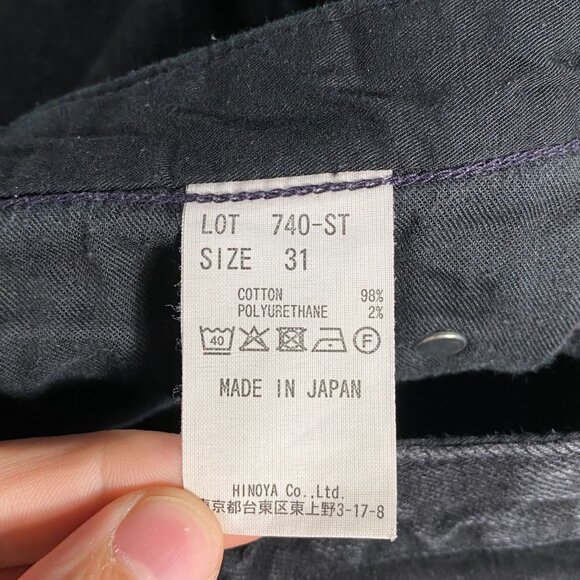 LOT 740-ST
SIZE 31
COTTON 98%
POLYURETHANE 2%
40 F
MADE IN JAPAN
HINOYA Co.,Ltd.
東京都台東区東上野3-17-8